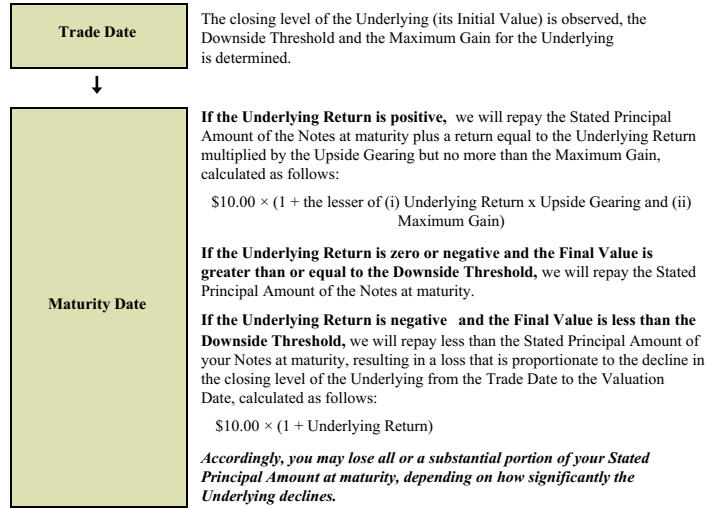 Trade Date
The closing level of the Underlying (its Initial Value) is observed, the
Downside Threshold and the Maximum Gain for the Underlying
is determined.
↓
Maturity Date
If the Underlying Return is positive, we will repay the Stated Principal
Amount of the Notes at maturity plus a return equal to the Underlying Return
multiplied by the Upside Gearing but no more than the Maximum Gain,
calculated as follows:
$10.00 × (1 + the lesser of (i) Underlying Return x Upside Gearing and (ii)
Maximum Gain)
If the Underlying Return is zero or negative and the Final Value is
greater than or equal to the Downside Threshold, we will repay the Stated
Principal Amount of the Notes at maturity.
If the Underlying Return is negative and the Final Value is less than the
Downside Threshold, we will repay less than the Stated Principal Amount of
your Notes at maturity, resulting in a loss that is proportionate to the decline in
the closing level of the Underlying from the Trade Date to the Valuation
Date, calculated as follows:
$10.00 × (1 + Underlying Return)
Accordingly, you may lose all or a substantial portion of your Stated
Principal Amount at maturity, depending on how significantly the
Underlying declines.